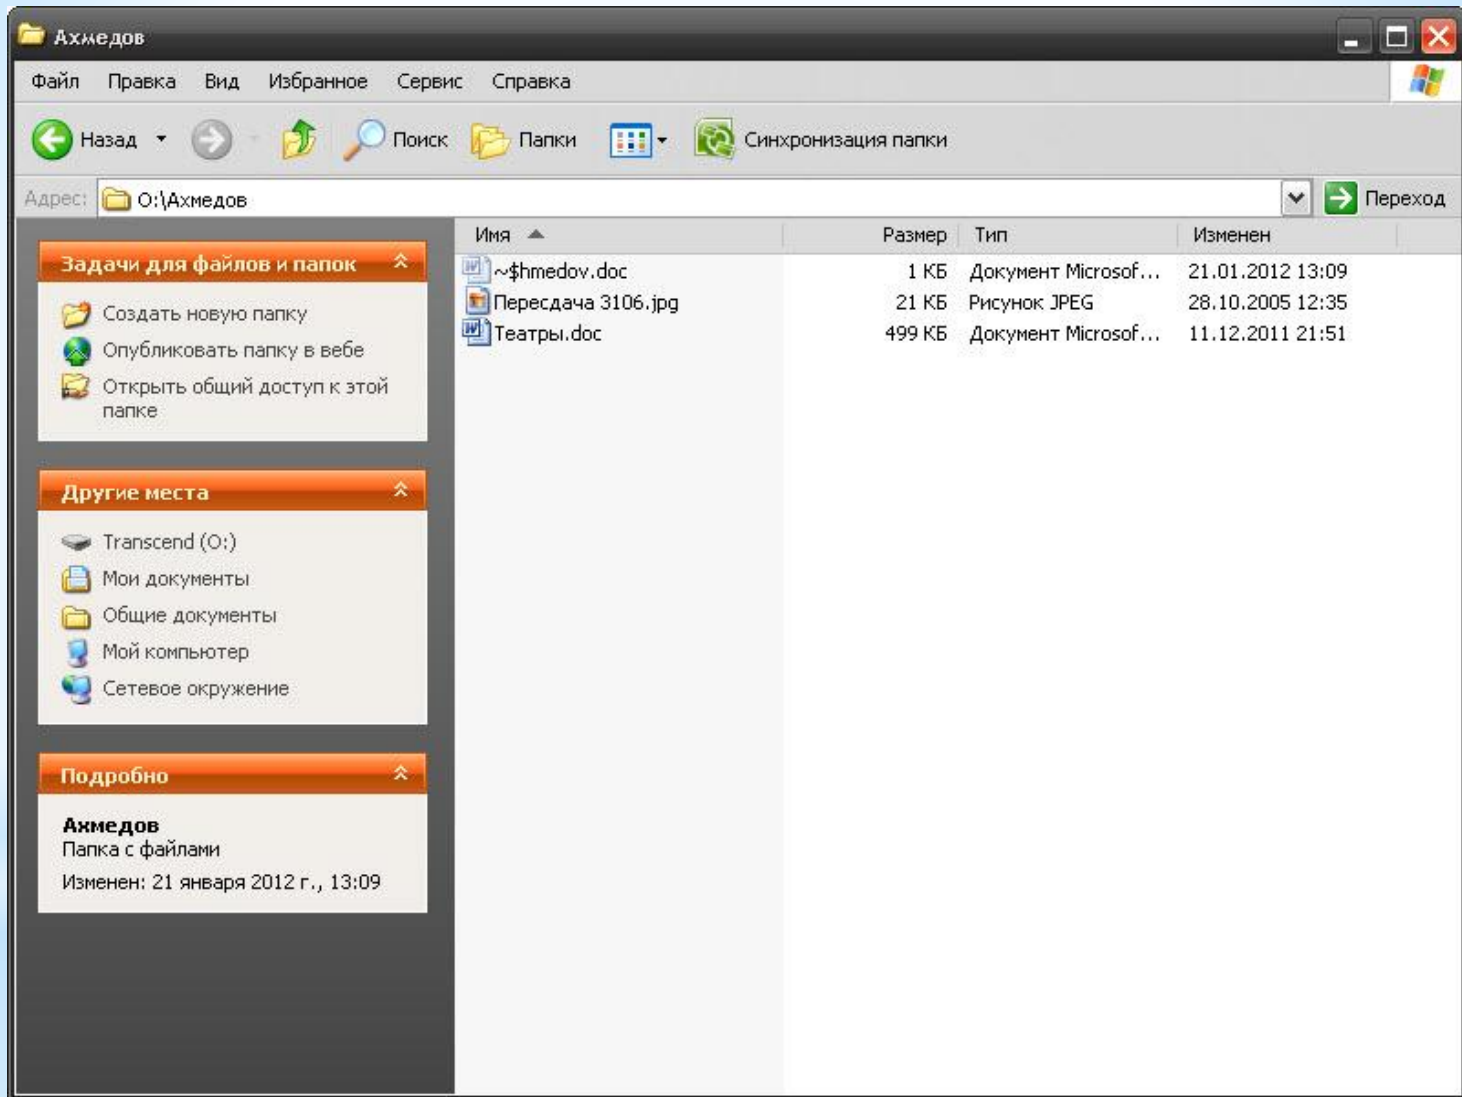 Ахмедов
Файл Правка Вид Избранное Сервис Справка
Назад Поиск Папки Синхронизация папки
Адрес: O:\Ахмедов Переход
Имя Размер Тип Изменен
~$hmedov.doc 1 КБ Документ Microsof... 21.01.2012 13:09
Пересдача 3106.jpg 21 КБ Рисунок JPEG 28.10.2005 12:35
Театры.doc 499 КБ Документ Microsof... 11.12.2011 21:51
Задачи для файлов и папок
Создать новую папку
Опубликовать папку в вебе
Открыть общий доступ к этой
папке
Другие места
Transcend (O:)
Мои документы
Общие документы
Мой компьютер
Сетевое окружение
Подробно
Ахмедов
Папка с файлами
Изменен: 21 января 2012 г., 13:09